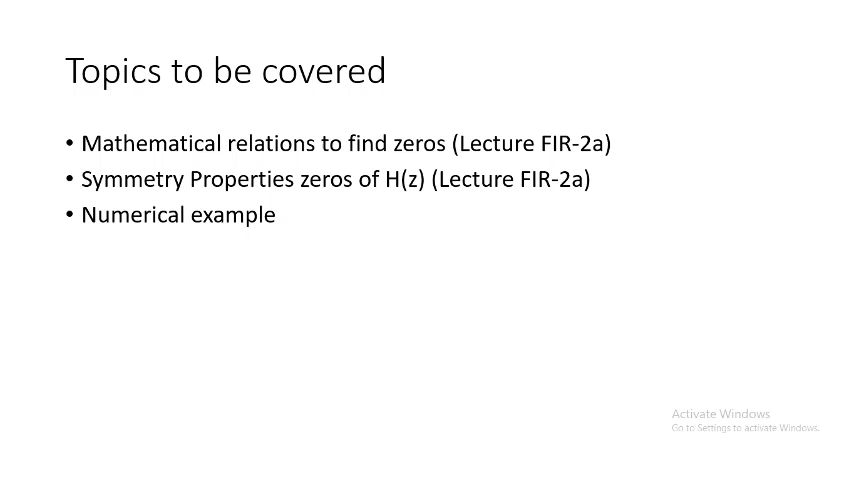 Topics to be covered
• Mathematical relations to find zeros (Lecture FIR-2a)
• Symmetry Properties zeros of H(z) (Lecture FIR-2a)
• Numerical example
Activate Windows
Go to Settings to activate Windows.